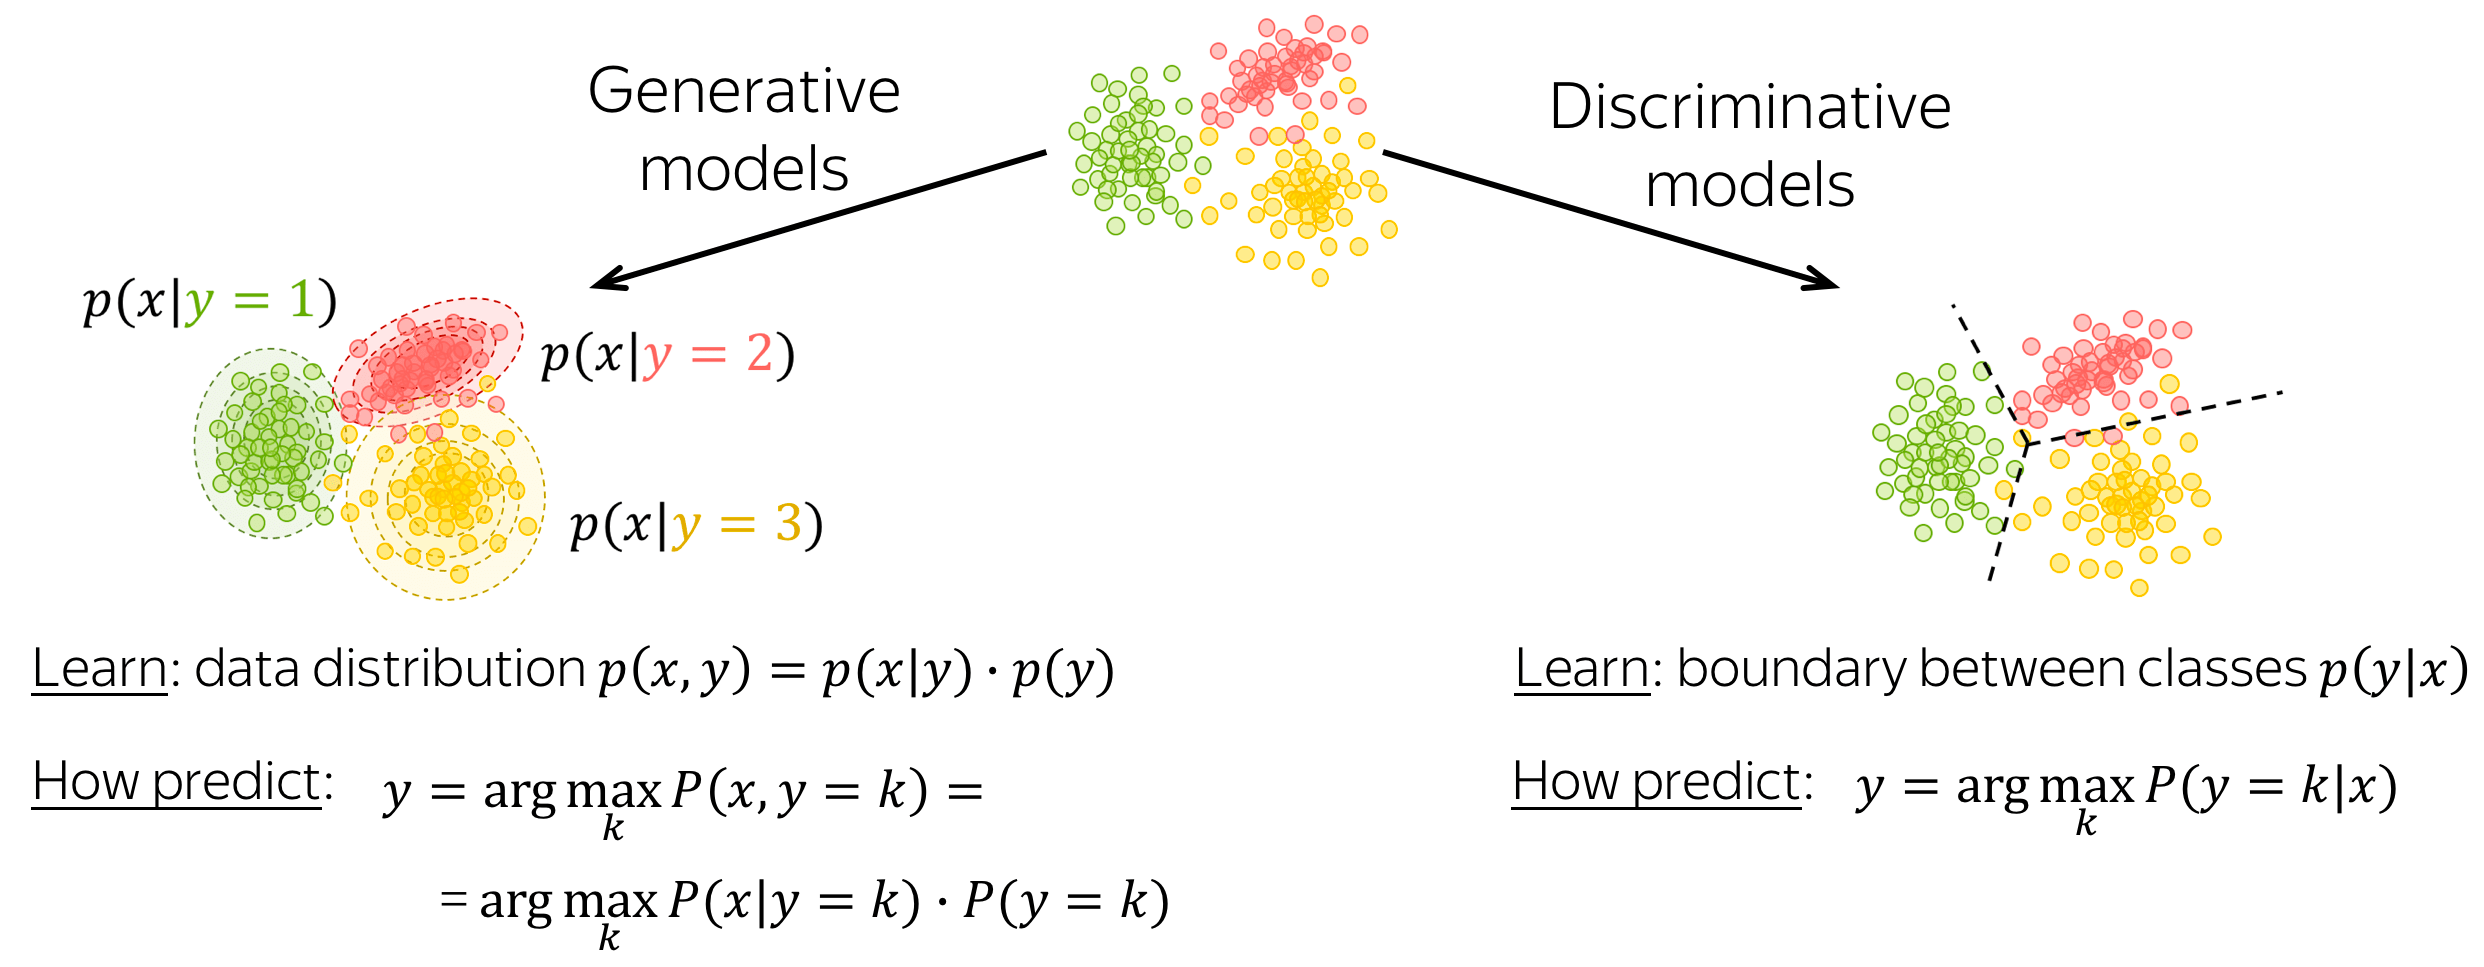 Generative
models
Discriminative
models
p(x|y = 1)
p(x|y = 2)
p(x|y = 3)
Learn: data distribution p(x, y) = p(x|y) · p(y)
How predict: y = arg max P(x, y = k) =
k
= arg max P(x|y = k) · P(y = k)
k
Learn: boundary between classes p(y|x)
How predict: y = arg max P(y = k|x)
k